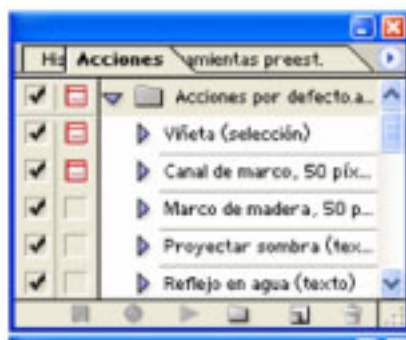 His Acciones amientas preest.
Acciones por defecto.a...
Viñeta (selección)
Canal de marco, 50 píx...
Marco de madera, 50 p...
Proyectar sombra (tex...
Reflejo en agua (texto)